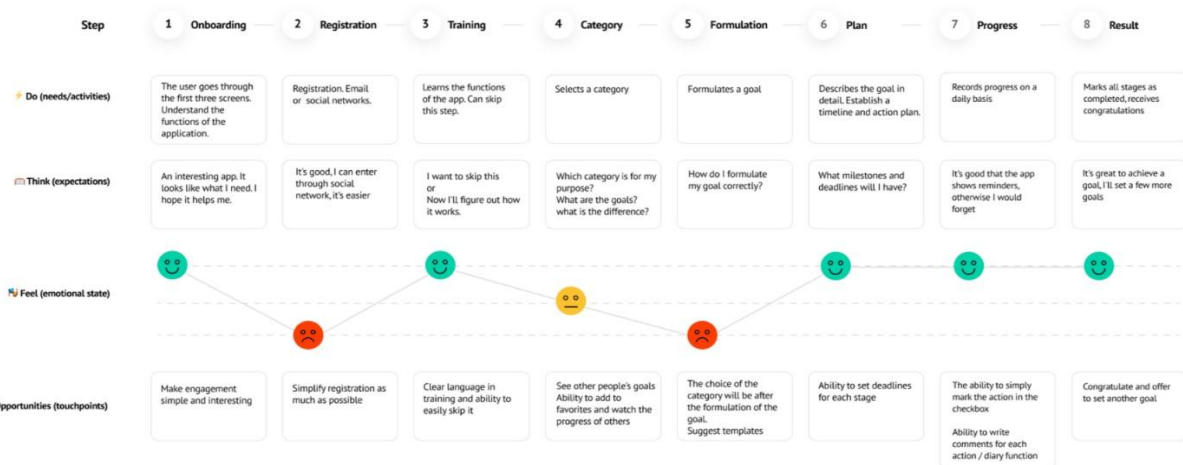 Step
1 Onboarding
2 Registration
3 Training
4 Category
5 Formulation
6 Plan
7 Progress
8 Result
Do (needs/activities)
The user goes through
the first three screens.
Understand the
functions of the
application.
Registration. Email
or social networks.
Learns the functions
of the app. Can skip
this step.
Selects a category
Formulates a goal
Describes the goal in
detail. Establish a
timeline and action plan.
Records progress on a
daily basis
Marks all stages as
completed, receives
congratulations
Think (expectations)
An interesting app. It
looks like what I need. I
hope it helps me.
It's good, I can enter
through social
network, it's easier
I want to skip this
or
Now I'll figure out how
it works.
Which category is for my
purpose?
What are the goals?
what is the difference?
How do I formulate
my goal correctly?
What milestones and
deadlines will I have?
It's good that the app
shows reminders,
otherwise I would
forget
It's great to achieve a
goal, I'll set a few more
goals
Feel (emotional state)
pportunities (touchpoints)
Make engagement
simple and interesting
Simplify registration as
much as possible
Clear language in
training and ability to
easily skip it
See other people's goals
Ability to add to
favorites and watch the
progress of others
The choice of the
category will be after
the formulation of the
goal.
Suggest templates
Ability to set deadlines
for each stage
The ability to simply
mark the action in the
checkbox
Ability to write
comments for each
action / diary function
Congratulate and offer
to set another goal